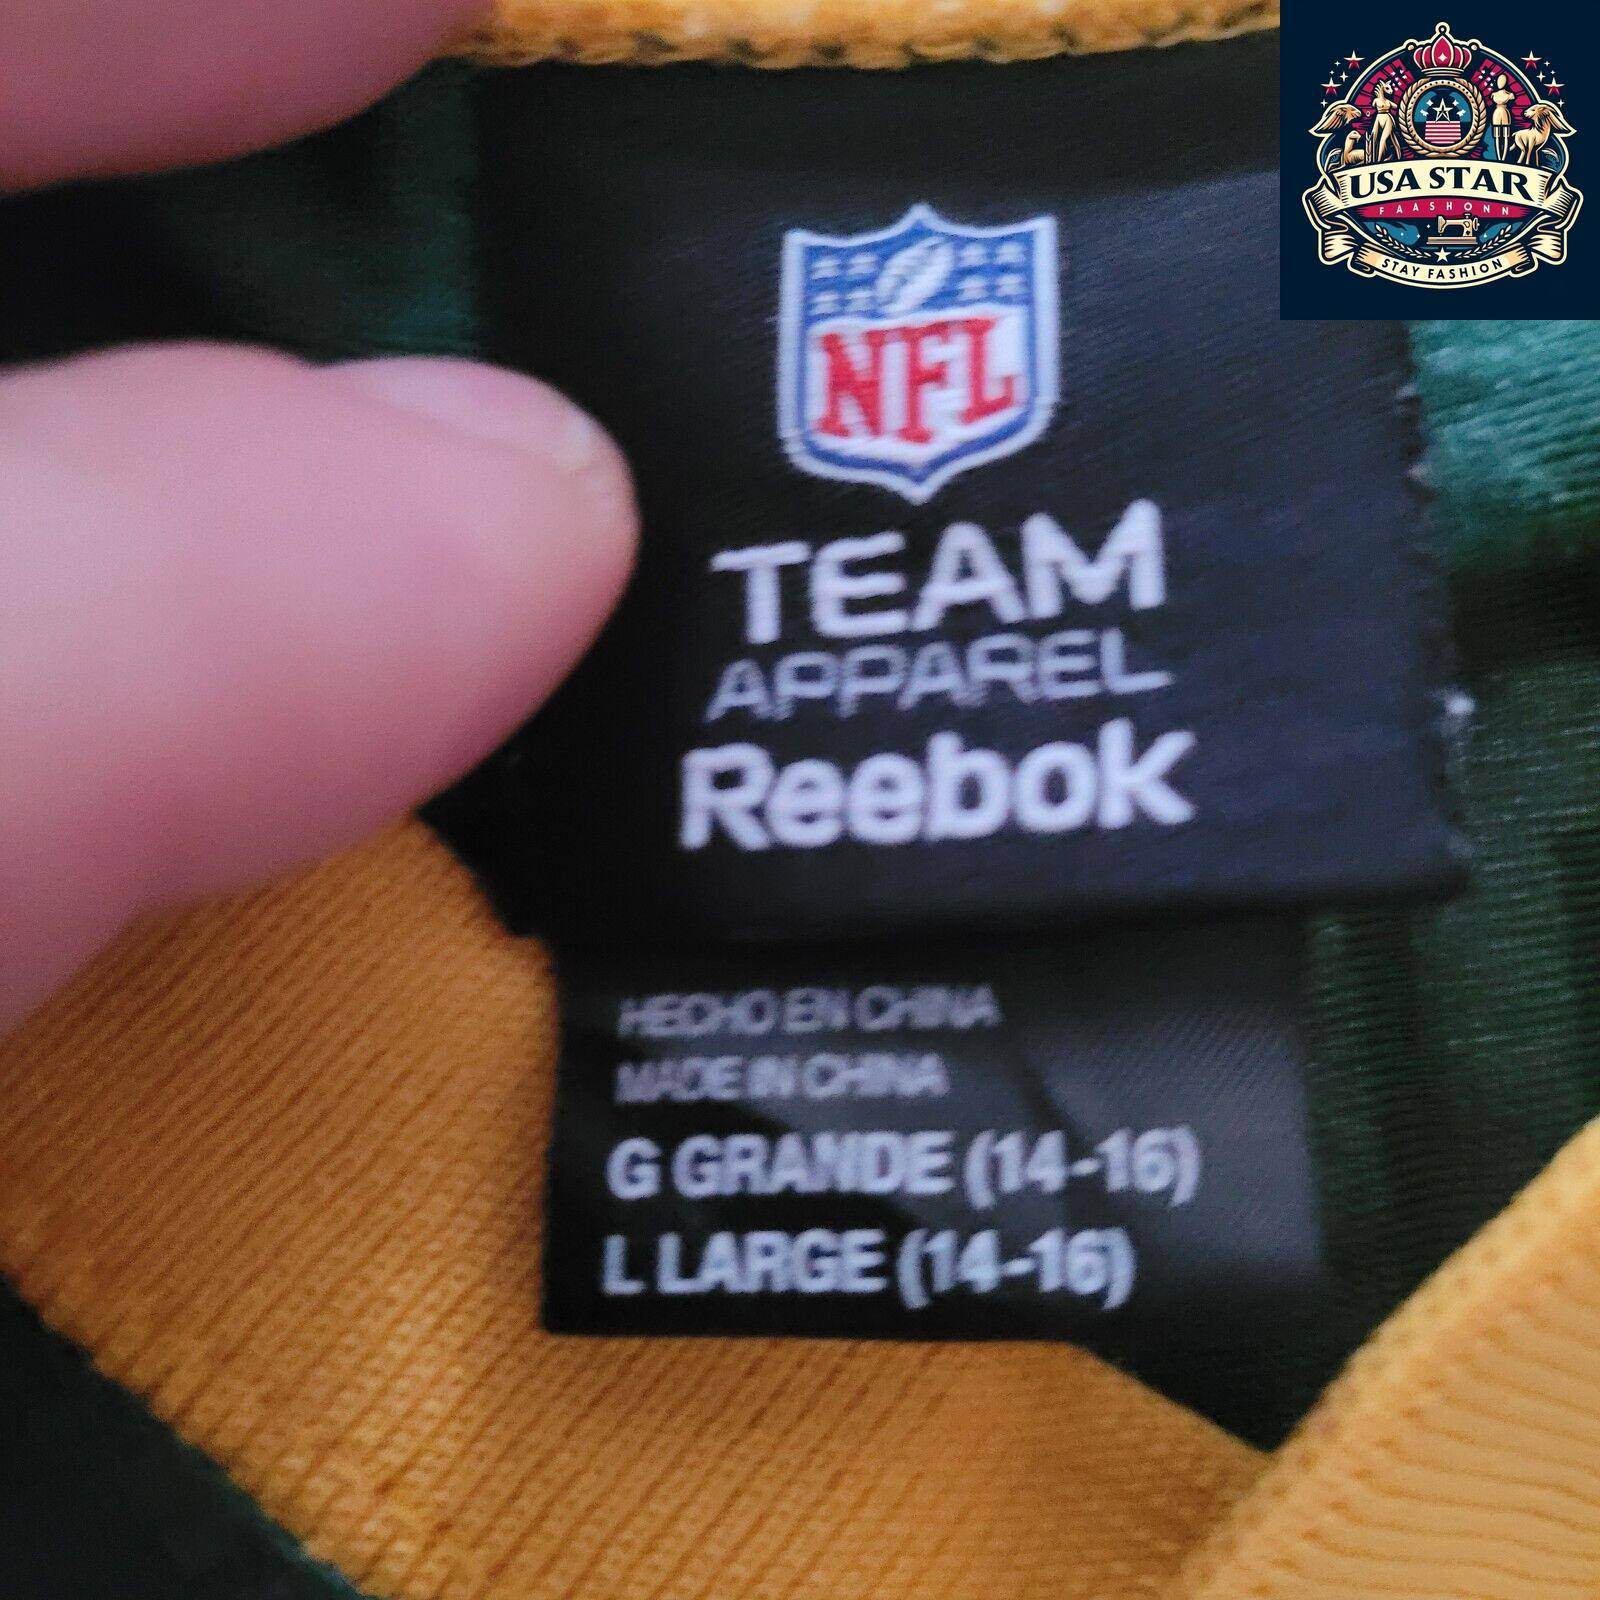 USA STAR
FAASHONN
STAY FASHION
NFL
TEAM
APPAREL
Reebok
HECHO EN CHINA
MADE IN CHINA
G GRANDE (14-16)
L LARGE (14-16)